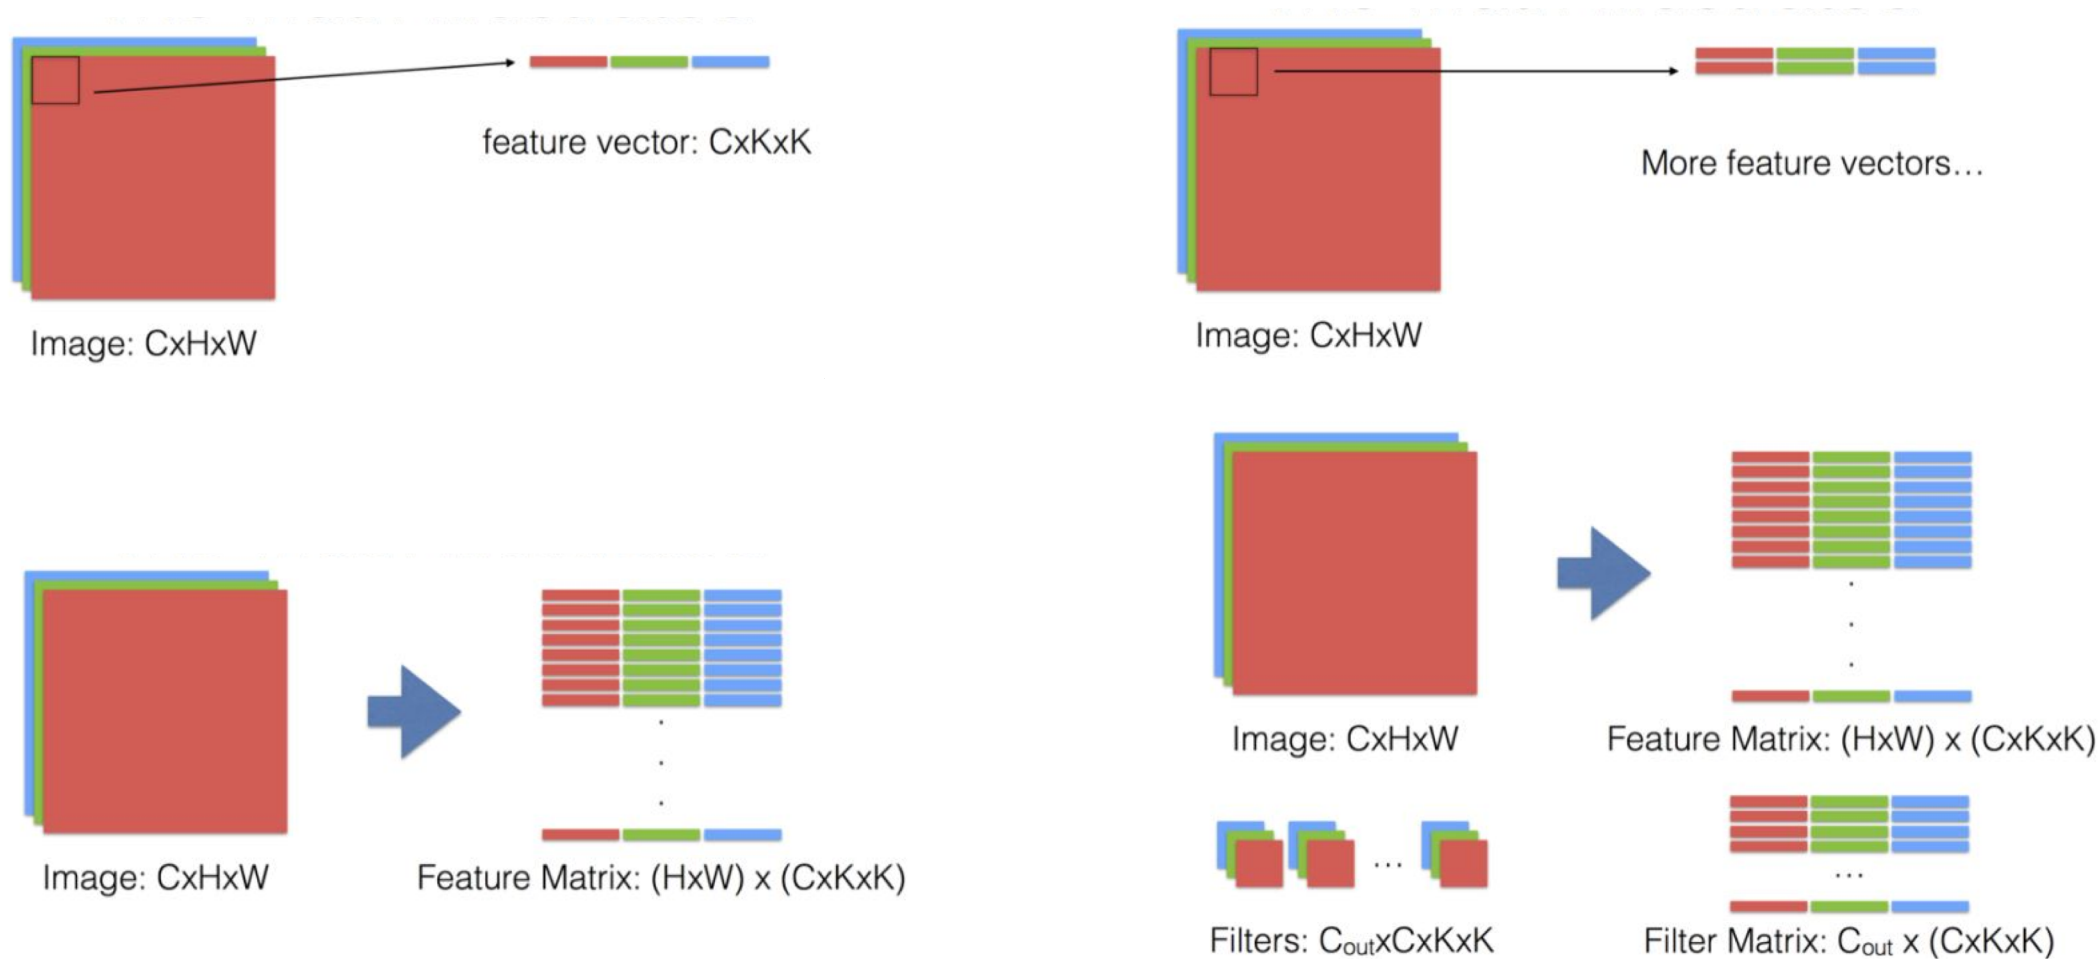 feature vector: CxKxK
Image: CxHxW
More feature vectors…
Image: CxHxW
Image: CxHxW
Feature Matrix: (HxW) x (CxKxK)
Image: CxHxW
Feature Matrix: (HxW) x (CxKxK)
...
Filters: CoutxCxKxK
...
Filter Matrix: Cout x (CxKxK)